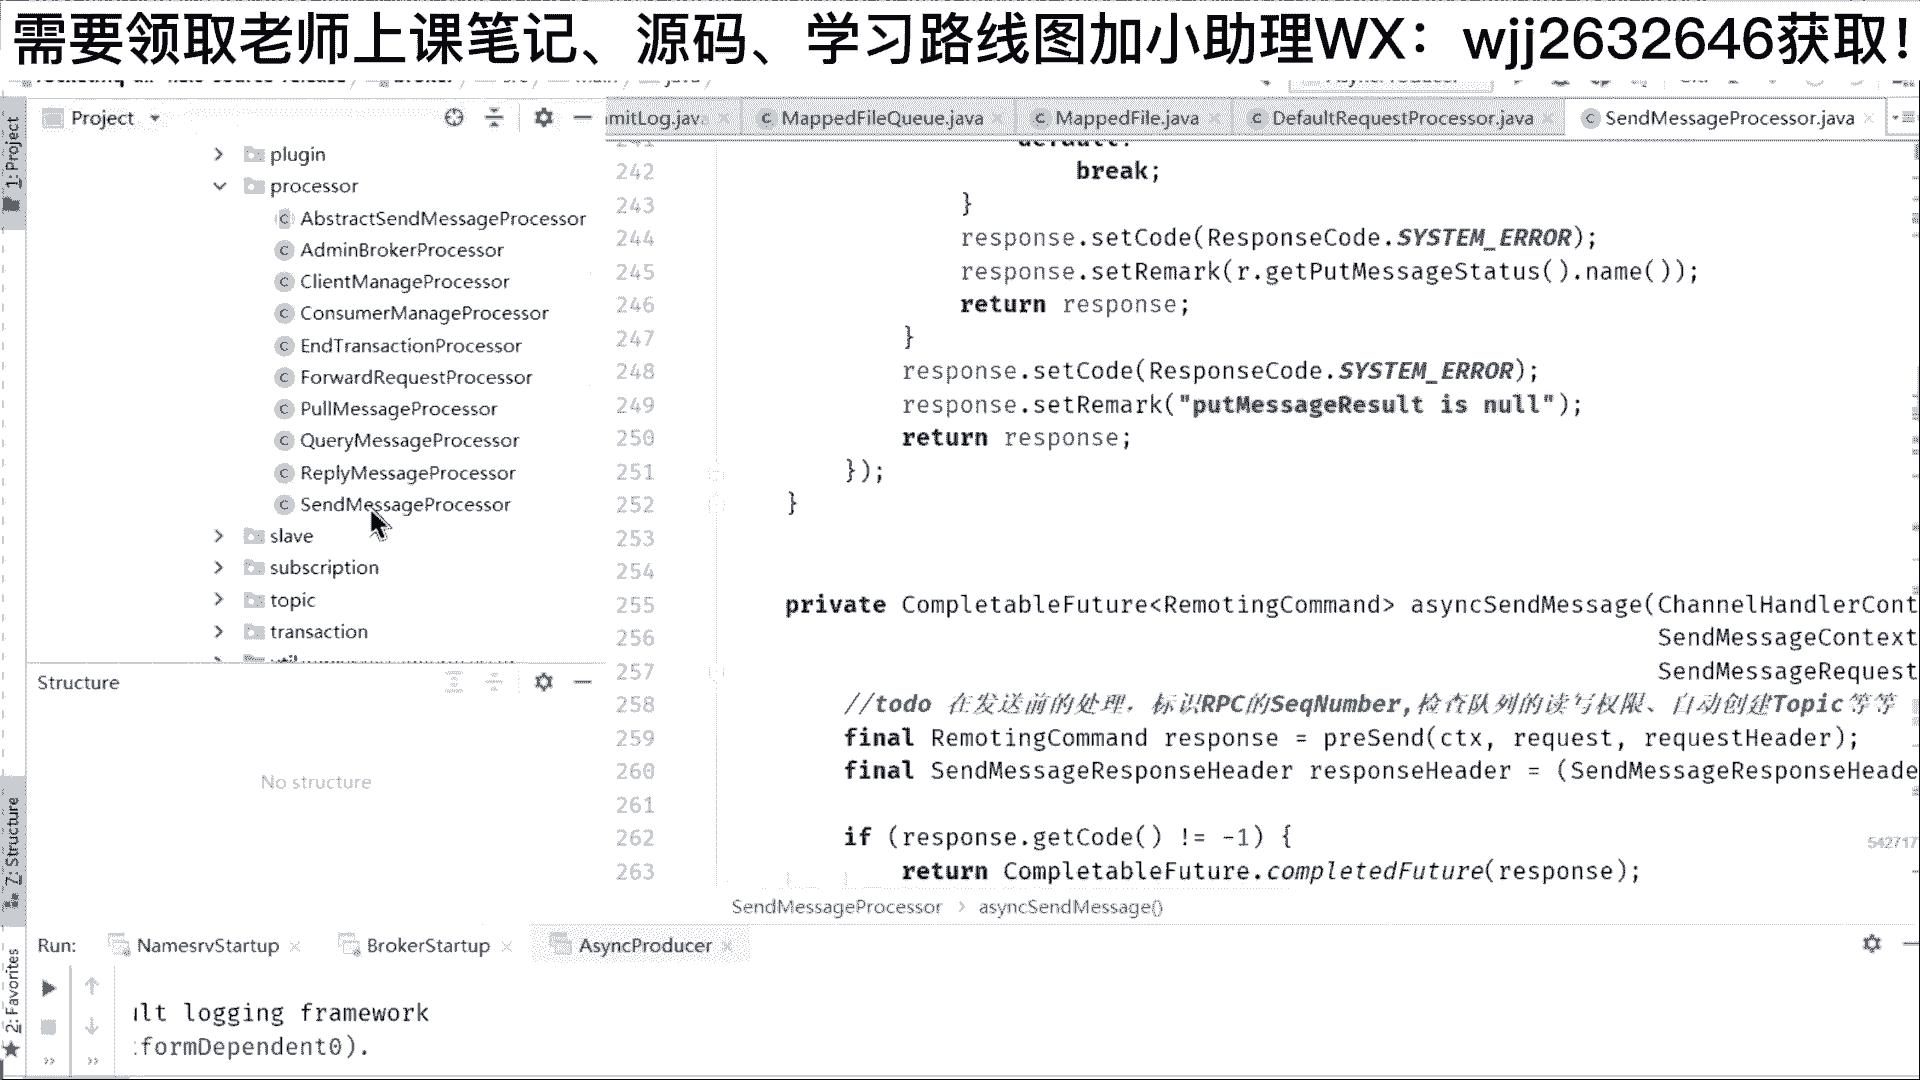 需要领取老师上课笔记、源码、学习路线图加小助理WX：wjj2632646获取！
1: Project
Project
mitLog.java
MappedFileQueue.java
MappedFile.java
DefaultRequestProcessor.java
SendMessageProcessor.java
plugin
processor
AbstractSendMessageProcessor
AdminBrokerProcessor
ClientManageProcessor
ConsumerManageProcessor
EndTransactionProcessor
ForwardRequestProcessor
PullMessageProcessor
QueryMessageProcessor
ReplyMessageProcessor
SendMessageProcessor
slave
subscription
topic
transaction
Structure
No structure
Z: Structure
2: Favorites
241 default:
242 break;
243 }
244 response.setCode(ResponseCode.SYSTEM_ERROR);
245 response.setRemark(r.getPutMessageStatus().name());
246 return response;
247 }
248 response.setCode(ResponseCode.SYSTEM_ERROR);
249 response.setRemark("putMessageResult is null");
250 return response;
251 });
252 }
253
254
255 private CompletableFuture<RemotingCommand> asyncSendMessage(ChannelHandlerCont
256 SendMessageContext
257 SendMessageRequest
258 //todo 在发送前的处理，标识RPC的SeqNumber,检查队列的读写权限、自动创建Topic等等
259 final RemotingCommand response = preSend(ctx, request, requestHeader);
260 final SendMessageResponseHeader responseHeader = (SendMessageResponseHeade
261
262 if (response.getCode() != -1) {
263 return CompletableFuture.completedFuture(response);
542717
SendMessageProcessor > asyncSendMessage()
Run:
NamesrvStartup
BrokerStartup
AsyncProducer
ult logging framework
formDependent0).